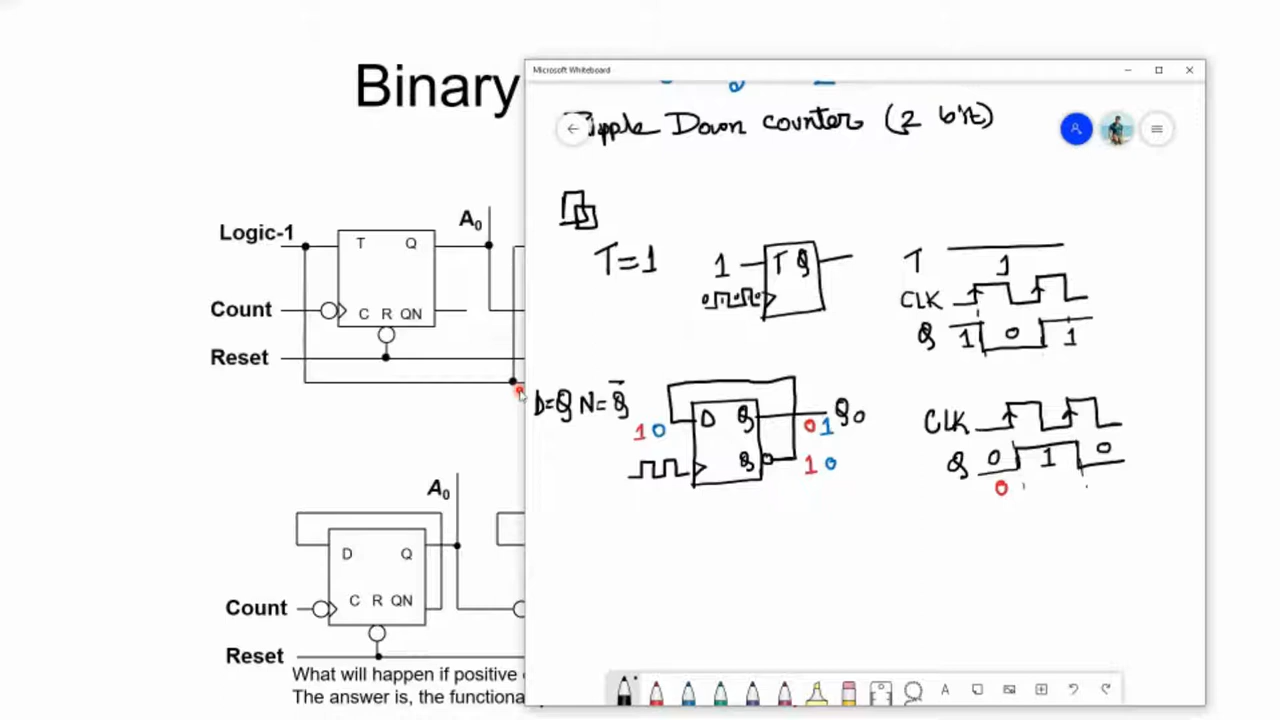 Binary
Logic-1
A0
T Q
Count
C R QN
Reset
A0
D Q
Count
C R QN
Reset
What will happen if positive
The answer is, the functiona
Microsoft Whiteboard
Down counter (2 bit)
T=1
1 T Q
T
1
CLK
Q 1 0 1
D=QN=Q̅
D Q Q0
1 0
0 1
Q
1 0
CLK
Q 0 1 0
0
A